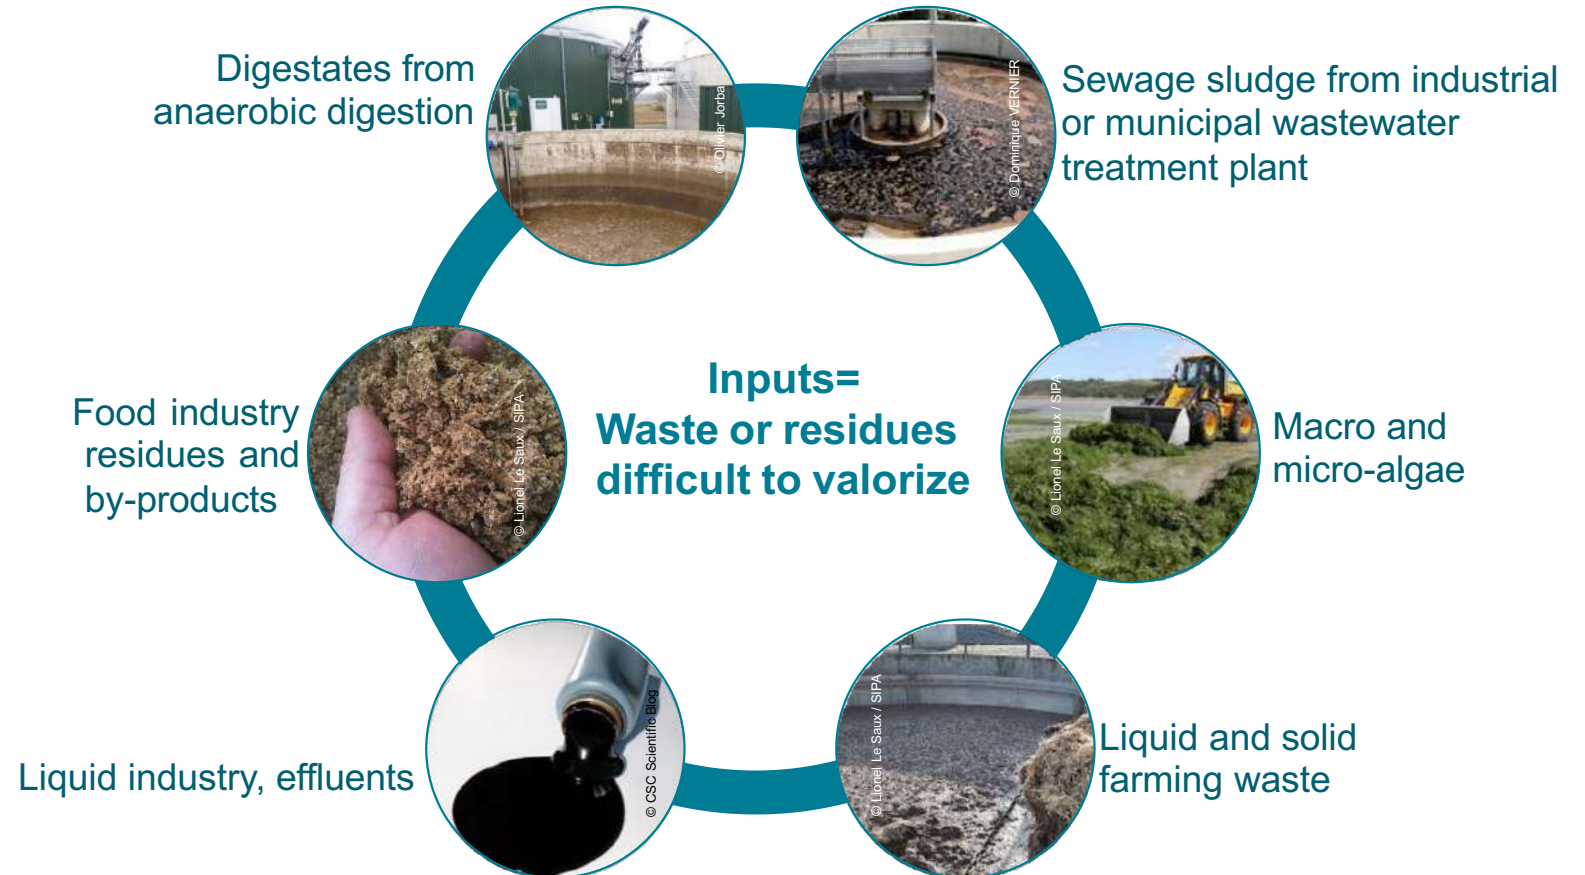 Digestates from
anaerobic digestion
© Olivier Jorba
© Dominique VERNIER
Sewage sludge from industrial
or municipal wastewater
treatment plant
Food industry
residues and
by-products
© Lionel Le Saux / SIPA
Inputs=
Waste or residues
difficult to valorize
© Lionel Le Saux / SIPA
Macro and
micro-algae
Liquid industry, effluents
© CSC Scientific Blog
© Lionel Le Saux / SIPA
Liquid and solid
farming waste